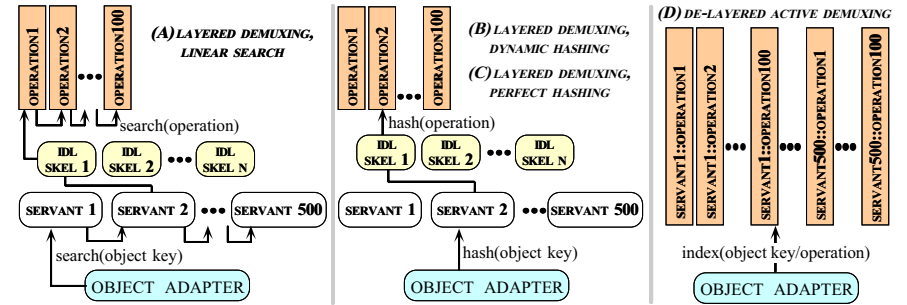 (A) LAYERED DEMUXING,
LINEAR SEARCH
OPERATION1
OPERATION2
OPERATION100
search(operation)
IDL
SKEL 1
IDL
SKEL 2
IDL
SKEL N
SERVANT 1
SERVANT 2
SERVANT 500
search(object key)
OBJECT ADAPTER
(B) LAYERED DEMUXING,
DYNAMIC HASHING
(C) LAYERED DEMUXING,
PERFECT HASHING
OPERATION1
OPERATION2
OPERATION100
hash(operation)
IDL
SKEL 1
IDL
SKEL 2
IDL
SKEL N
SERVANT 1
SERVANT 2
SERVANT 500
hash(object key)
OBJECT ADAPTER
(D) DE-LAYERED ACTIVE DEMUXING
SERVANT1::OPERATION1
SERVANT1::OPERATION2
SERVANT1::OPERATION100
SERVANT500::OPERATION1
SERVANT500::OPERATION100
index(object key/operation)
OBJECT ADAPTER